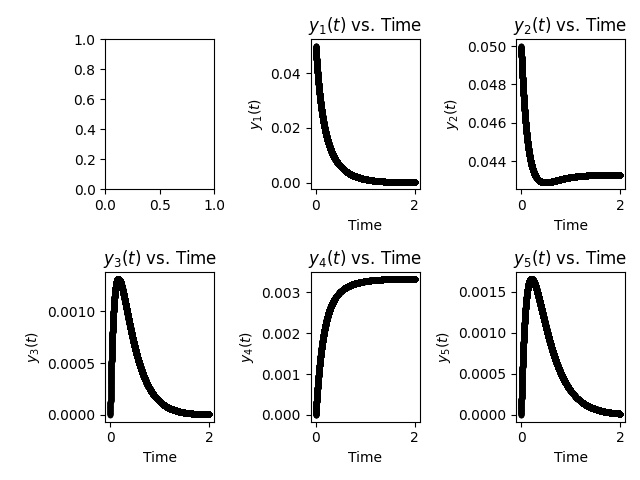 1.0
0.8
0.6
0.4
0.2
0.0
0.0 0.5 1.0
y₁(t) vs. Time
0.04
0.02
0.00
y₁(t)
0 2
Time
y₂(t) vs. Time
0.050
0.048
0.046
0.044
y₂(t)
0 2
Time
y₃(t) vs. Time
0.0010
0.0005
0.0000
y₃(t)
0 2
Time
y₄(t) vs. Time
0.003
0.002
0.001
0.000
y₄(t)
0 2
Time
y₅(t) vs. Time
0.0015
0.0010
0.0005
0.0000
y₅(t)
0 2
Time